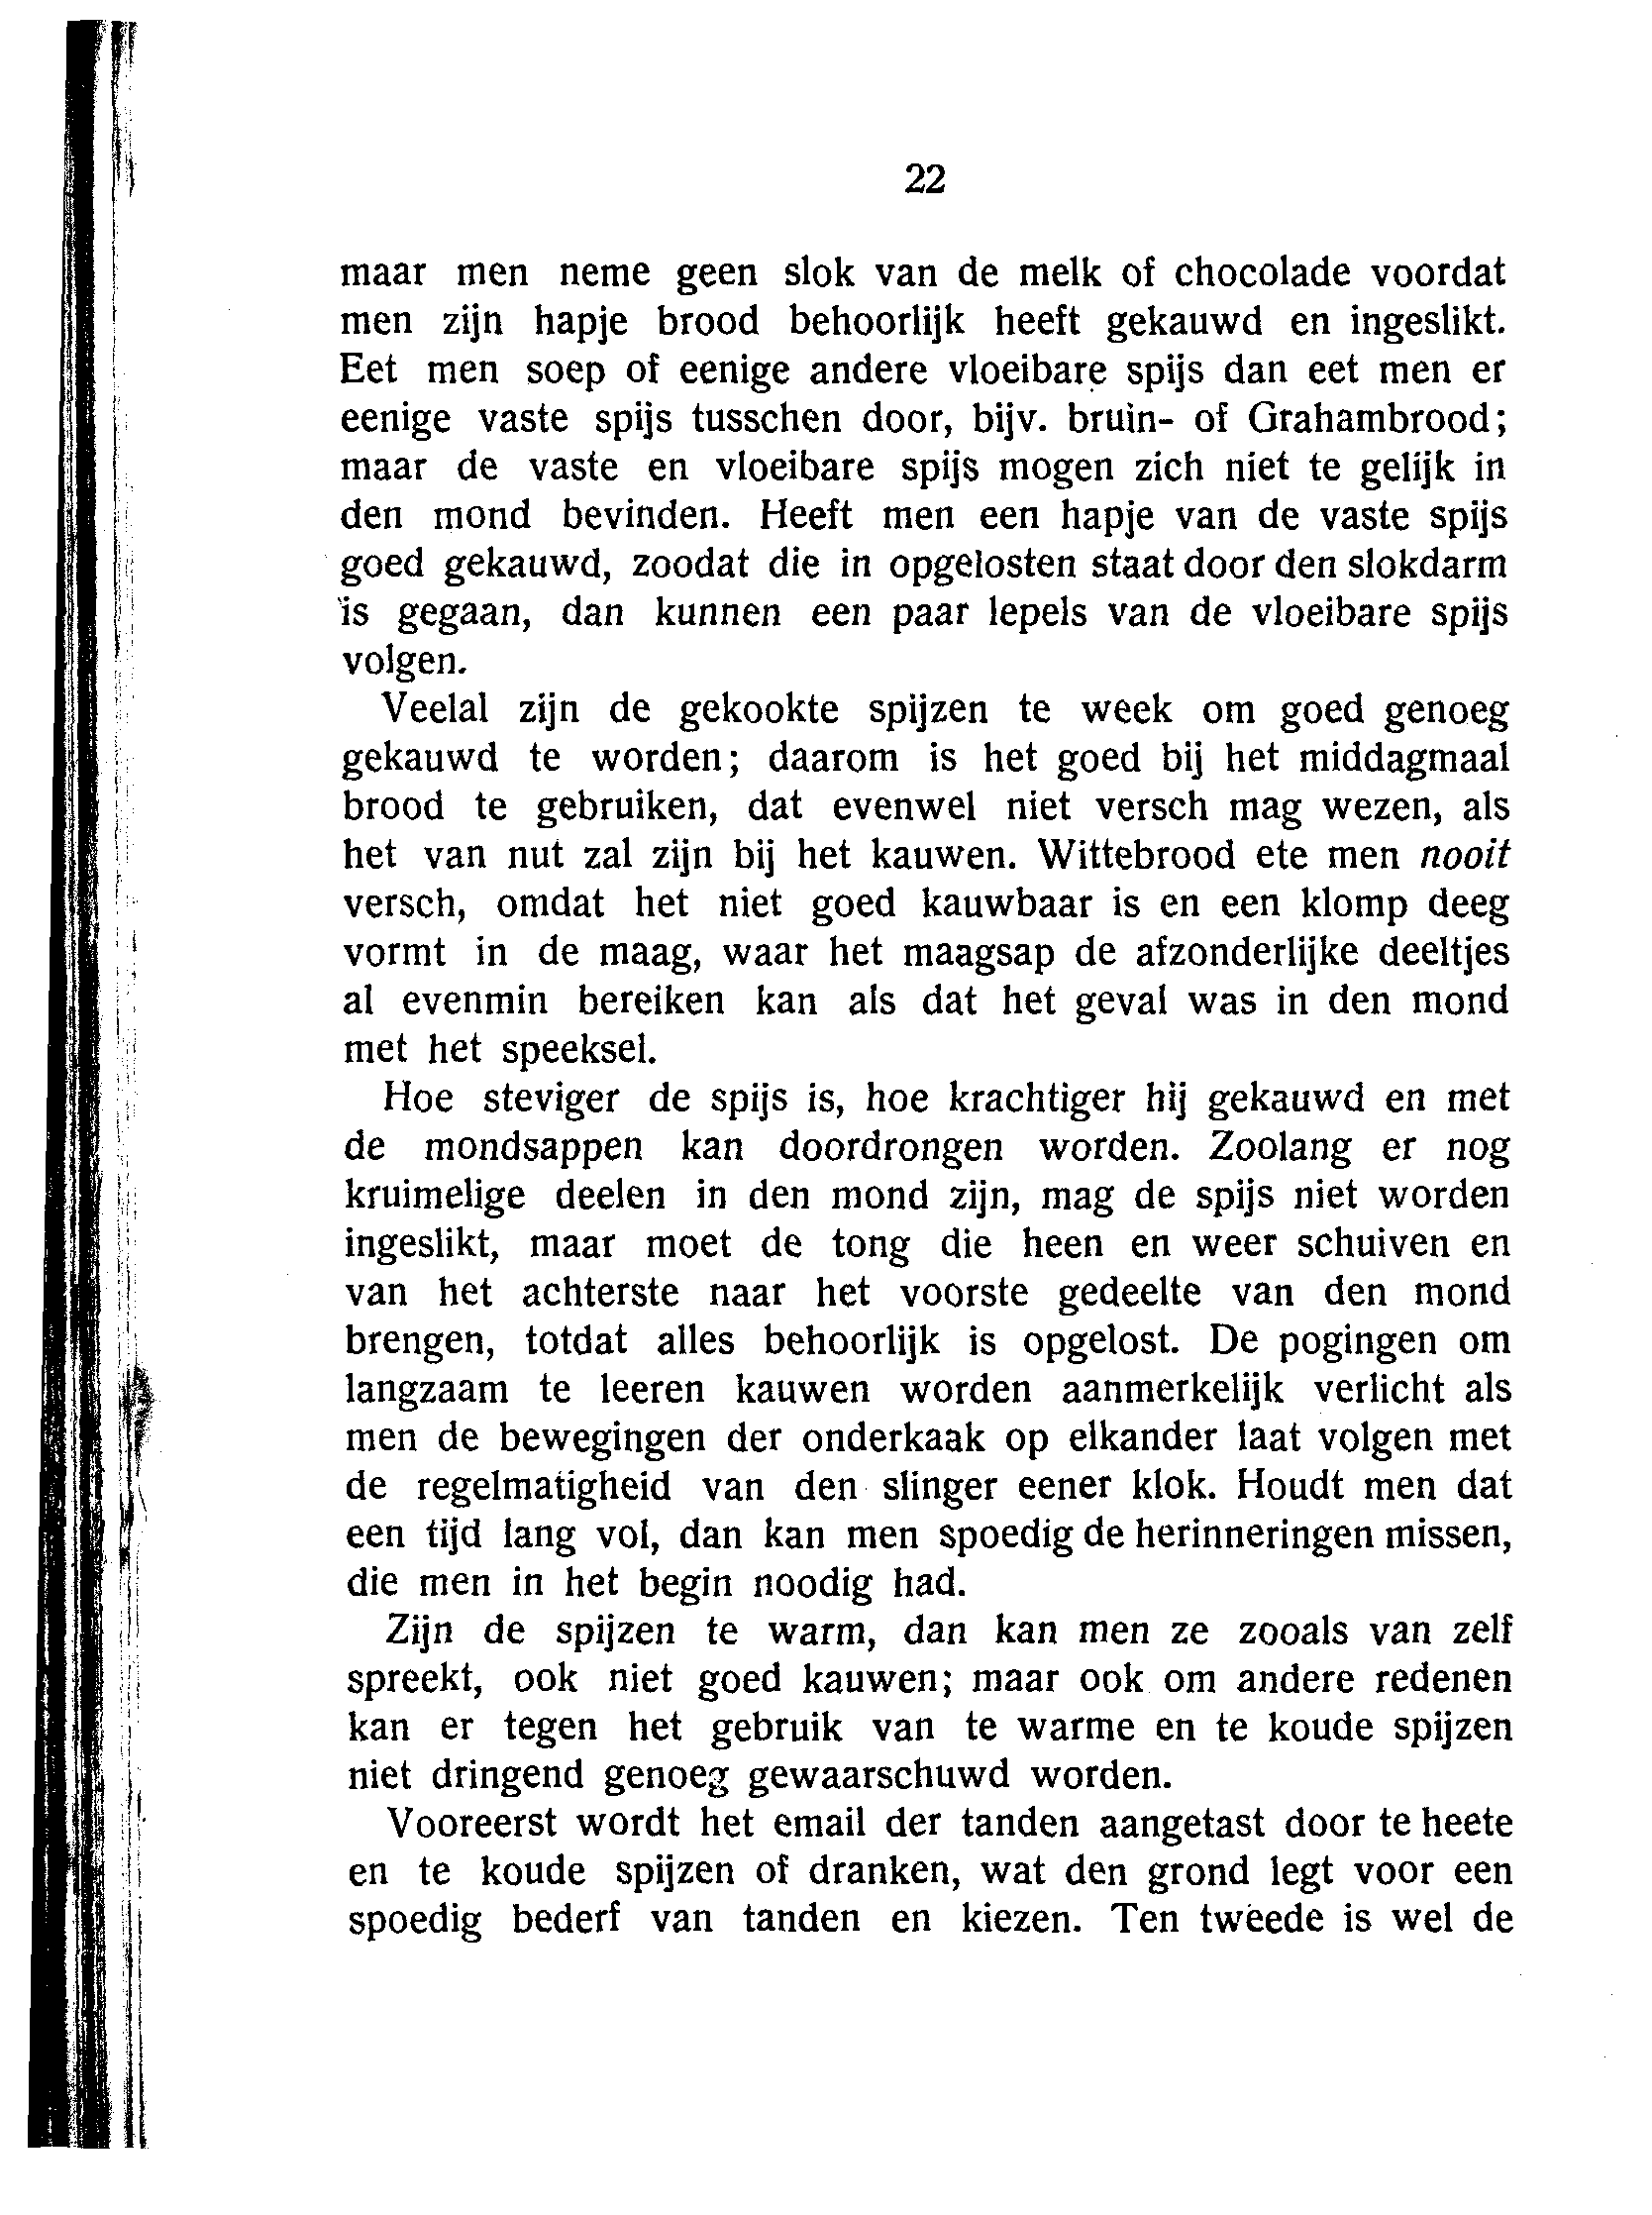 22
maar men neme geen slok van de melk of chocolade voordat
men zijn hapje brood behoorlijk heeft gekauwd en ingeslikt.
Eet men soep of eenige andere vloeibare spijs dan eet men er
eenige vaste spijs tusschen door, bijv. bruin- of Grahambrood;
maar de vaste en vloeibare spijs mogen zich niet te gelijk in
den mond bevinden. Heeft men een hapje van de vaste spijs
goed gekauwd, zoodat die in opgelosten staat door den slokdarm
is gegaan, dan kunnen een paar lepels van de vloeibare spijs
volgen.
Veelal zijn de gekookte spijzen te week om goed genoeg
gekauwd te worden; daarom is het goed bij het middagmaal
brood te gebruiken, dat evenwel niet versch mag wezen, als
het van nut zal zijn bij het kauwen. Wittebrood ete men nooit
versch, omdat het niet goed kauwbaar is en een klomp deeg
vormt in de maag, waar het maagsap de afzonderlijke deeltjes
al evenmin bereiken kan als dat het geval was in den mond
met het speeksel.
Hoe steviger de spijs is, hoe krachtiger hij gekauwd en met
de mondsappen kan doordrongen worden. Zoolang er nog
kruimelige deelen in den mond zijn, mag de spijs niet worden
ingeslikt, maar moet de tong die heen en weer schuiven en
van het achterste naar het voorste gedeelte van den mond
brengen, totdat alles behoorlijk is opgelost. De pogingen om
langzaam te leeren kauwen worden aanmerkelijk verlicht als
men de bewegingen der onderkaak op elkander laat volgen met
de regelmatigheid van den slinger eener klok. Houdt men dat
een tijd lang vol, dan kan men spoedig de herinneringen missen,
die men in het begin noodig had.
Zijn de spijzen te warm, dan kan men ze zooals van zelf
spreekt, ook niet goed kauwen; maar ook om andere redenen
kan er tegen het gebruik van te warme en te koude spijzen
niet dringend genoeg gewaarschuwd worden.
Vooreerst wordt het email der tanden aangetast door te heete
en te koude spijzen of dranken, wat den grond legt voor een
spoedig bederf van tanden en kiezen. Ten tweede is wel de